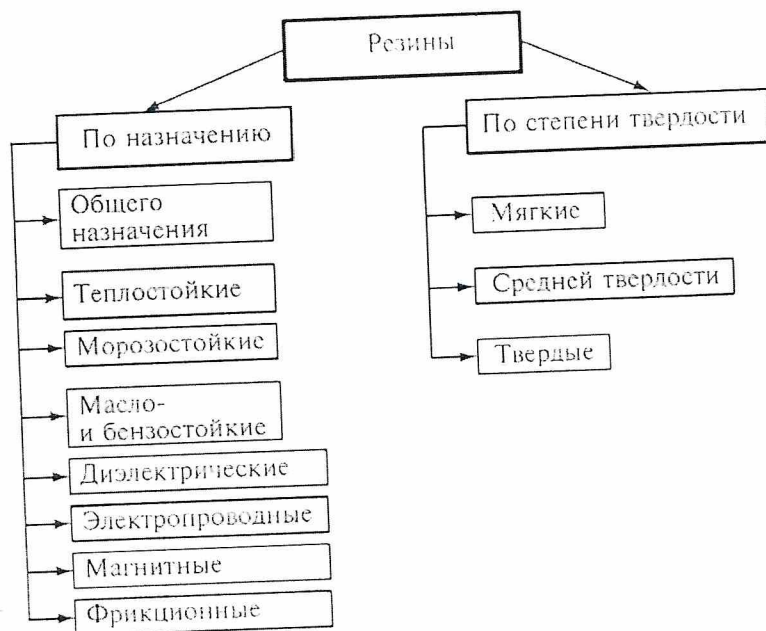 Резины
По назначению
Общего
назначения
Теплостойкие
Морозостойкие
Масло-
и бензостойкие
Диэлектрические
Электропроводные
Магнитные
Фрикционные
По степени твердости
Мягкие
Средней твердости
Твердые